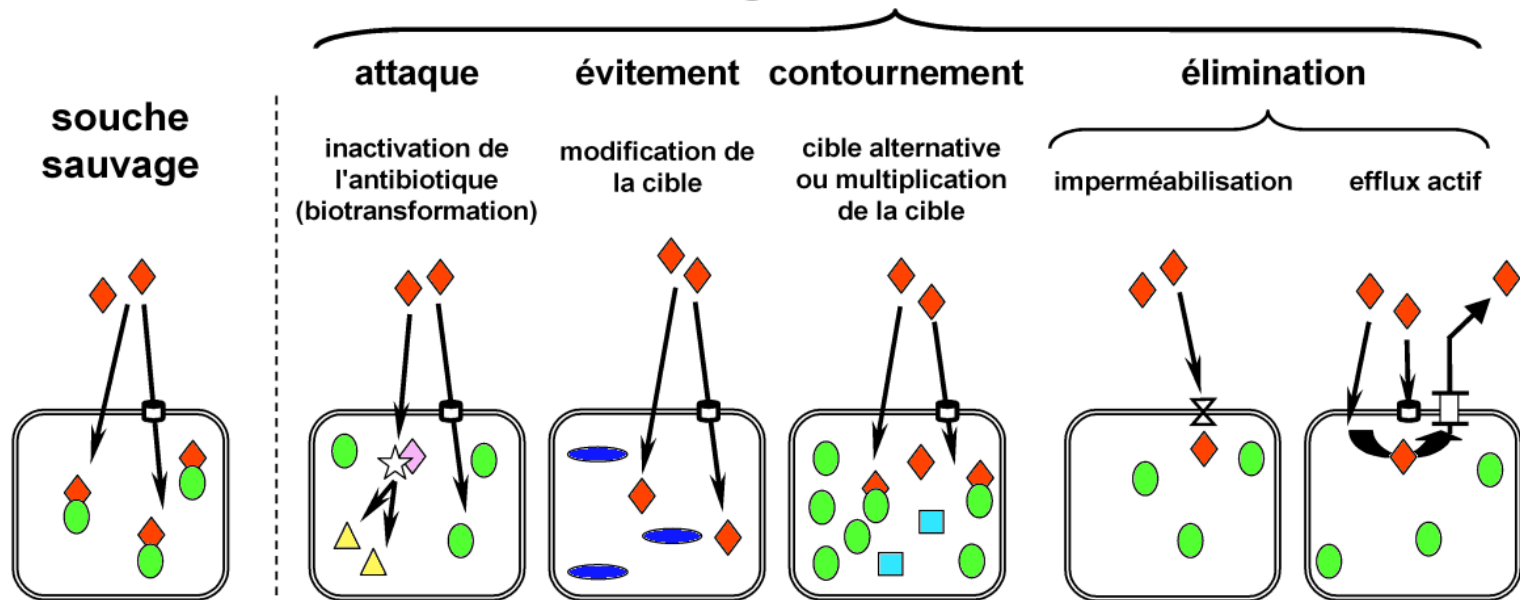 souche
sauvage
attaque
inactivation de
l'antibiotique
(biotransformation)
évitement
modification de
la cible
contournement
cible alternative
ou multiplication
de la cible
élimination
imperméabilisation
efflux actif